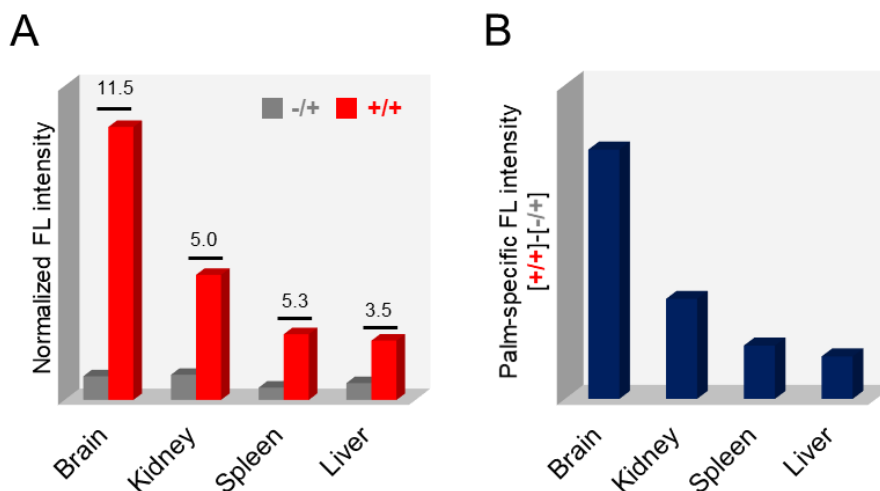 A
Normalized FL intensity
11.5
5.0
5.3
3.5
-/+
+/+
Brain
Kidney
Spleen
Liver
B
Palm-specific FL intensity
[+/+]-[-/+]
Brain
Kidney
Spleen
Liver